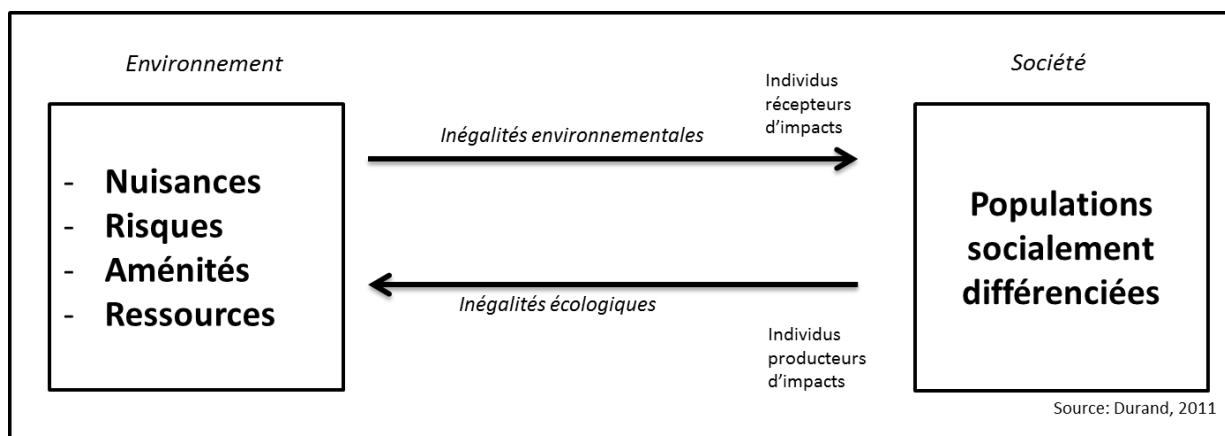 Environnement
Société
Individus
récepteurs
d’impacts
Inégalités environnementales
- Nuisances
- Risques
- Aménités
- Ressources
Populations
socialement
différenciées
Inégalités écologiques
Individus
producteurs
d’impacts
Source: Durand, 2011